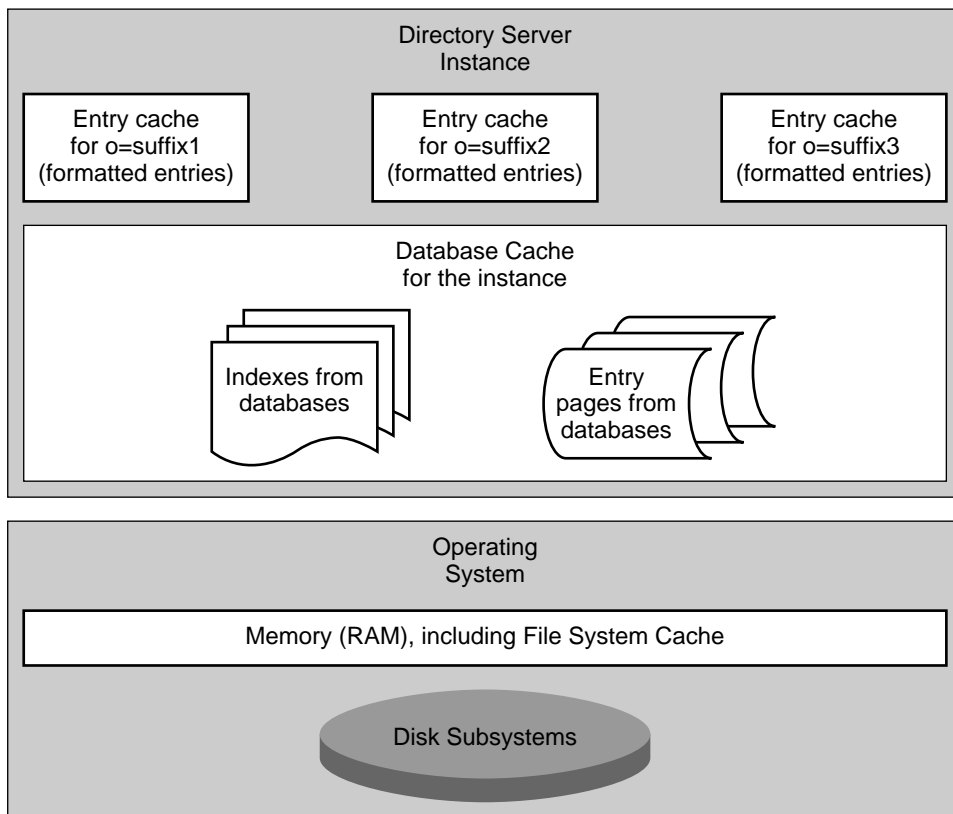 Directory Server
Instance
Entry cache
for o=suffix1
(formatted entries)
Entry cache
for o=suffix2
(formatted entries)
Entry cache
for o=suffix3
(formatted entries)
Database Cache
for the instance
Indexes from
databases
Entry
pages from
databases
Operating
System
Memory (RAM), including File System Cache
Disk Subsystems